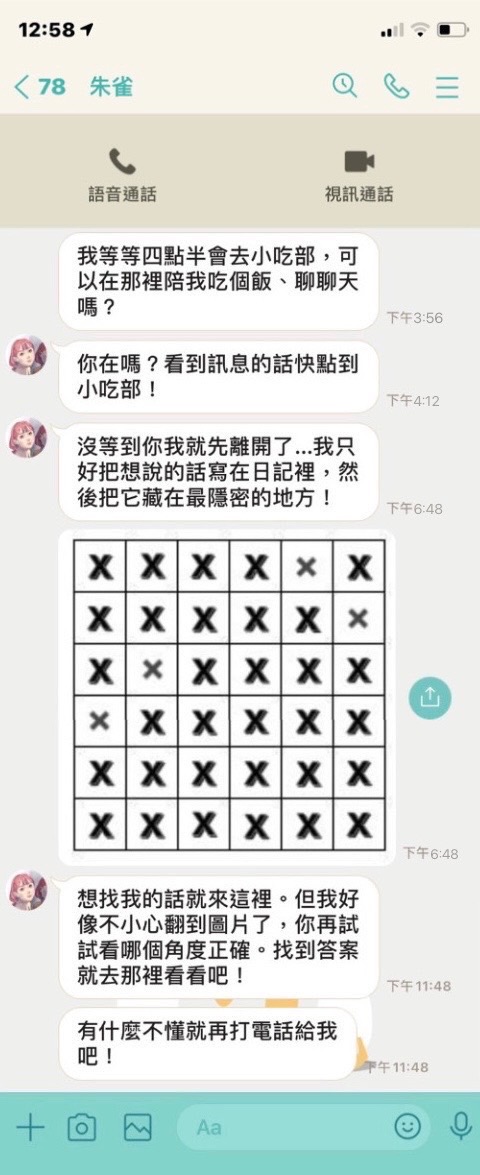 12:58
78 朱雀
語音通話 視訊通話
我等等四點半會去小吃部，可
以在那裡陪我吃個飯、聊聊天
嗎？
下午3:56
你在嗎？看到訊息的話快點到
小吃部！
下午4:12
沒等到你我就先離開了...我只
好把想說的話寫在日記裡，然
後把它藏在最隱密的地方！
下午6:48
X X X X × X
X X X X X ×
X × X X X X
× X X X X X
X X X X X X
X X X X X X
下午6:48
想找我的話就來這裡。但我好
像不小心翻到圖片了，你再試
試看哪個角度正確。找到答案
就去那裡看看吧！
下午11:48
有什麼不懂就再打電話給我
吧！
下午11:48
Aa